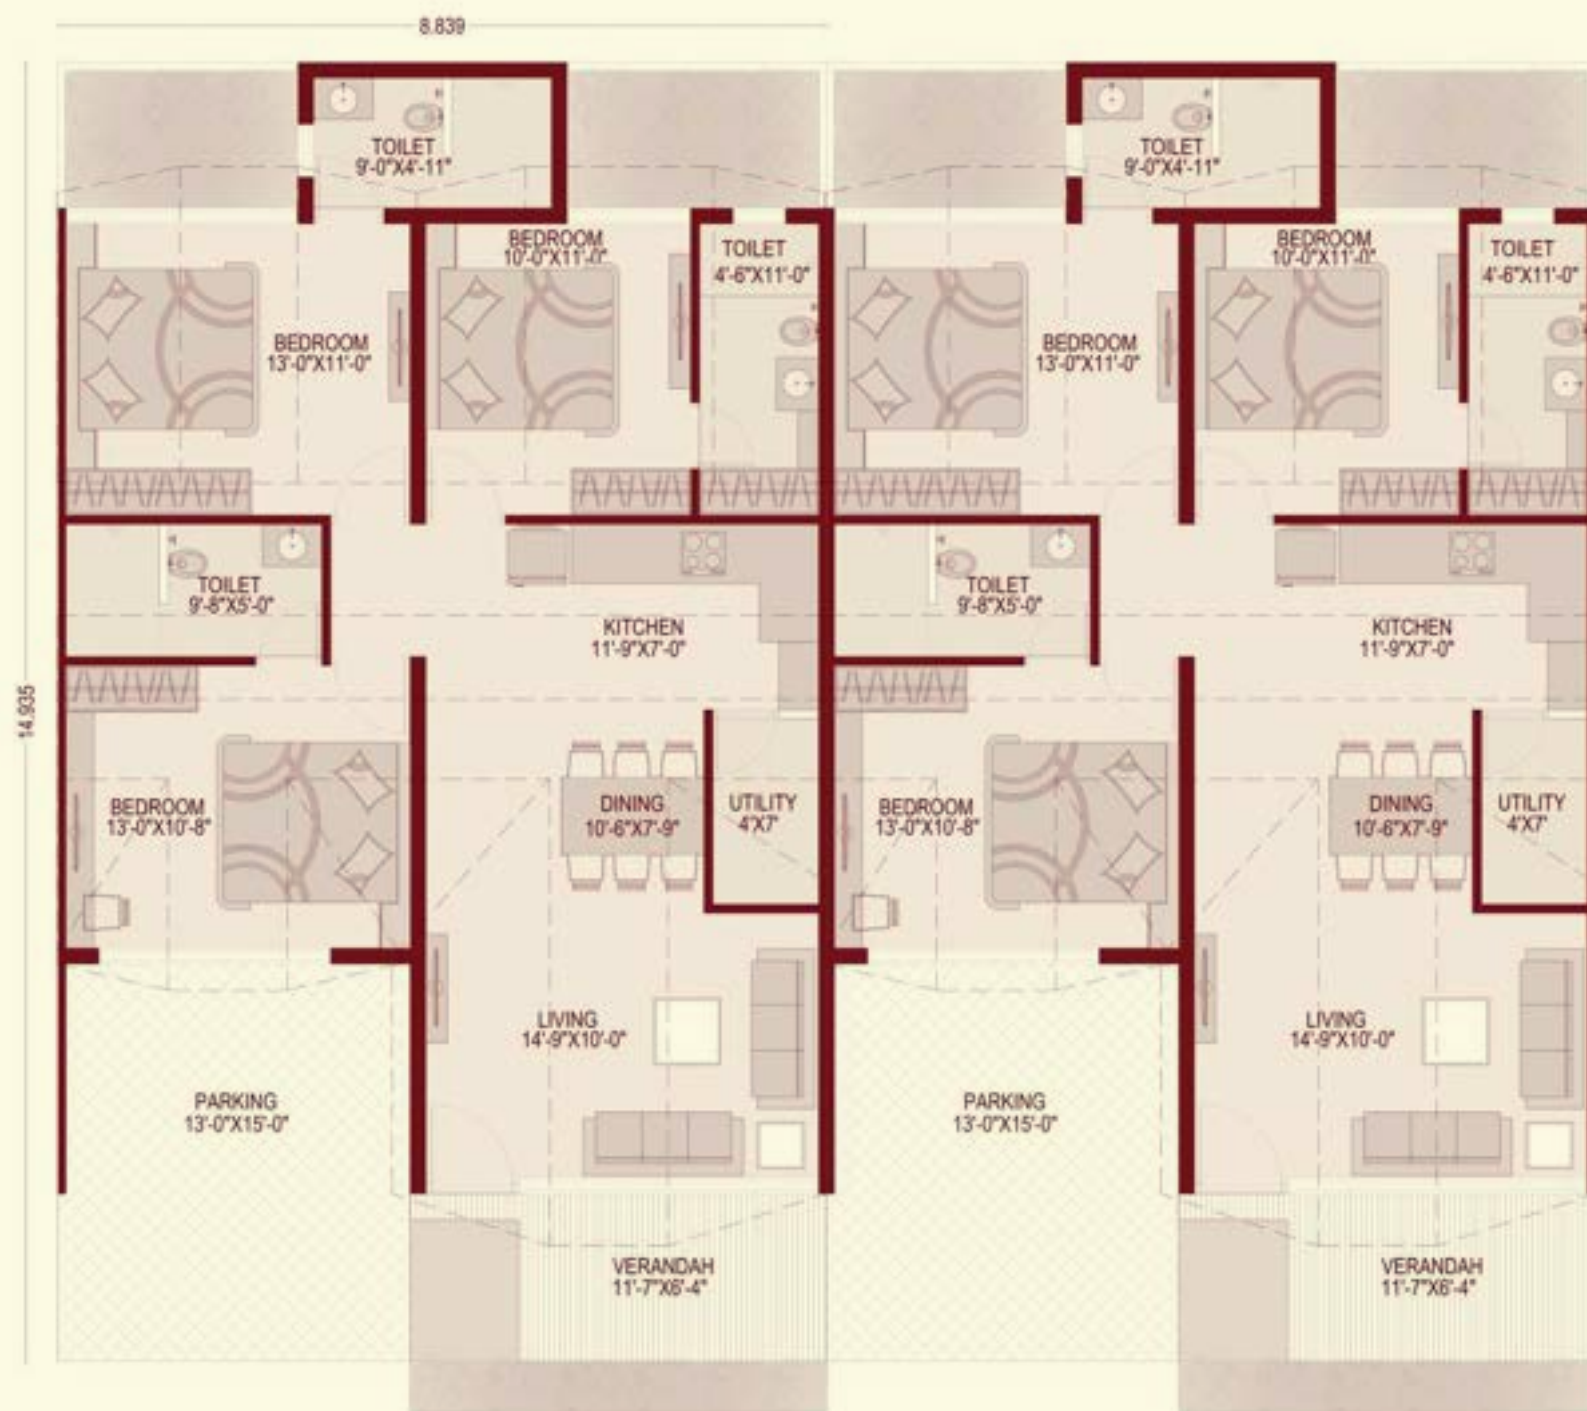 8.839
TOILET
9'-0"X4'-11"
TOILET
9'-0"X4'-11"
BEDROOM
10'-0"X11'-0"
TOILET
4'-6"X11'-0"
BEDROOM
10'-0"X11'-0"
TOILET
4'-6"X11'-0"
BEDROOM
13'-0"X11'-0"
BEDROOM
13'-0"X11'-0"
TOILET
9'-8"X5'-0"
TOILET
9'-8"X5'-0"
KITCHEN
11'-9"X7'-0"
KITCHEN
11'-9"X7'-0"
14.935
BEDROOM
13'-0"X10'-8"
DINING
10'-6"X7'-9"
UTILITY
4'X7'
BEDROOM
13'-0"X10'-8"
DINING
10'-6"X7'-9"
UTILITY
4'X7'
LIVING
14'-9"X10'-0"
LIVING
14'-9"X10'-0"
PARKING
13'-0"X15'-0"
PARKING
13'-0"X15'-0"
VERANDAH
11'-7"X6'-4"
VERANDAH
11'-7"X6'-4"